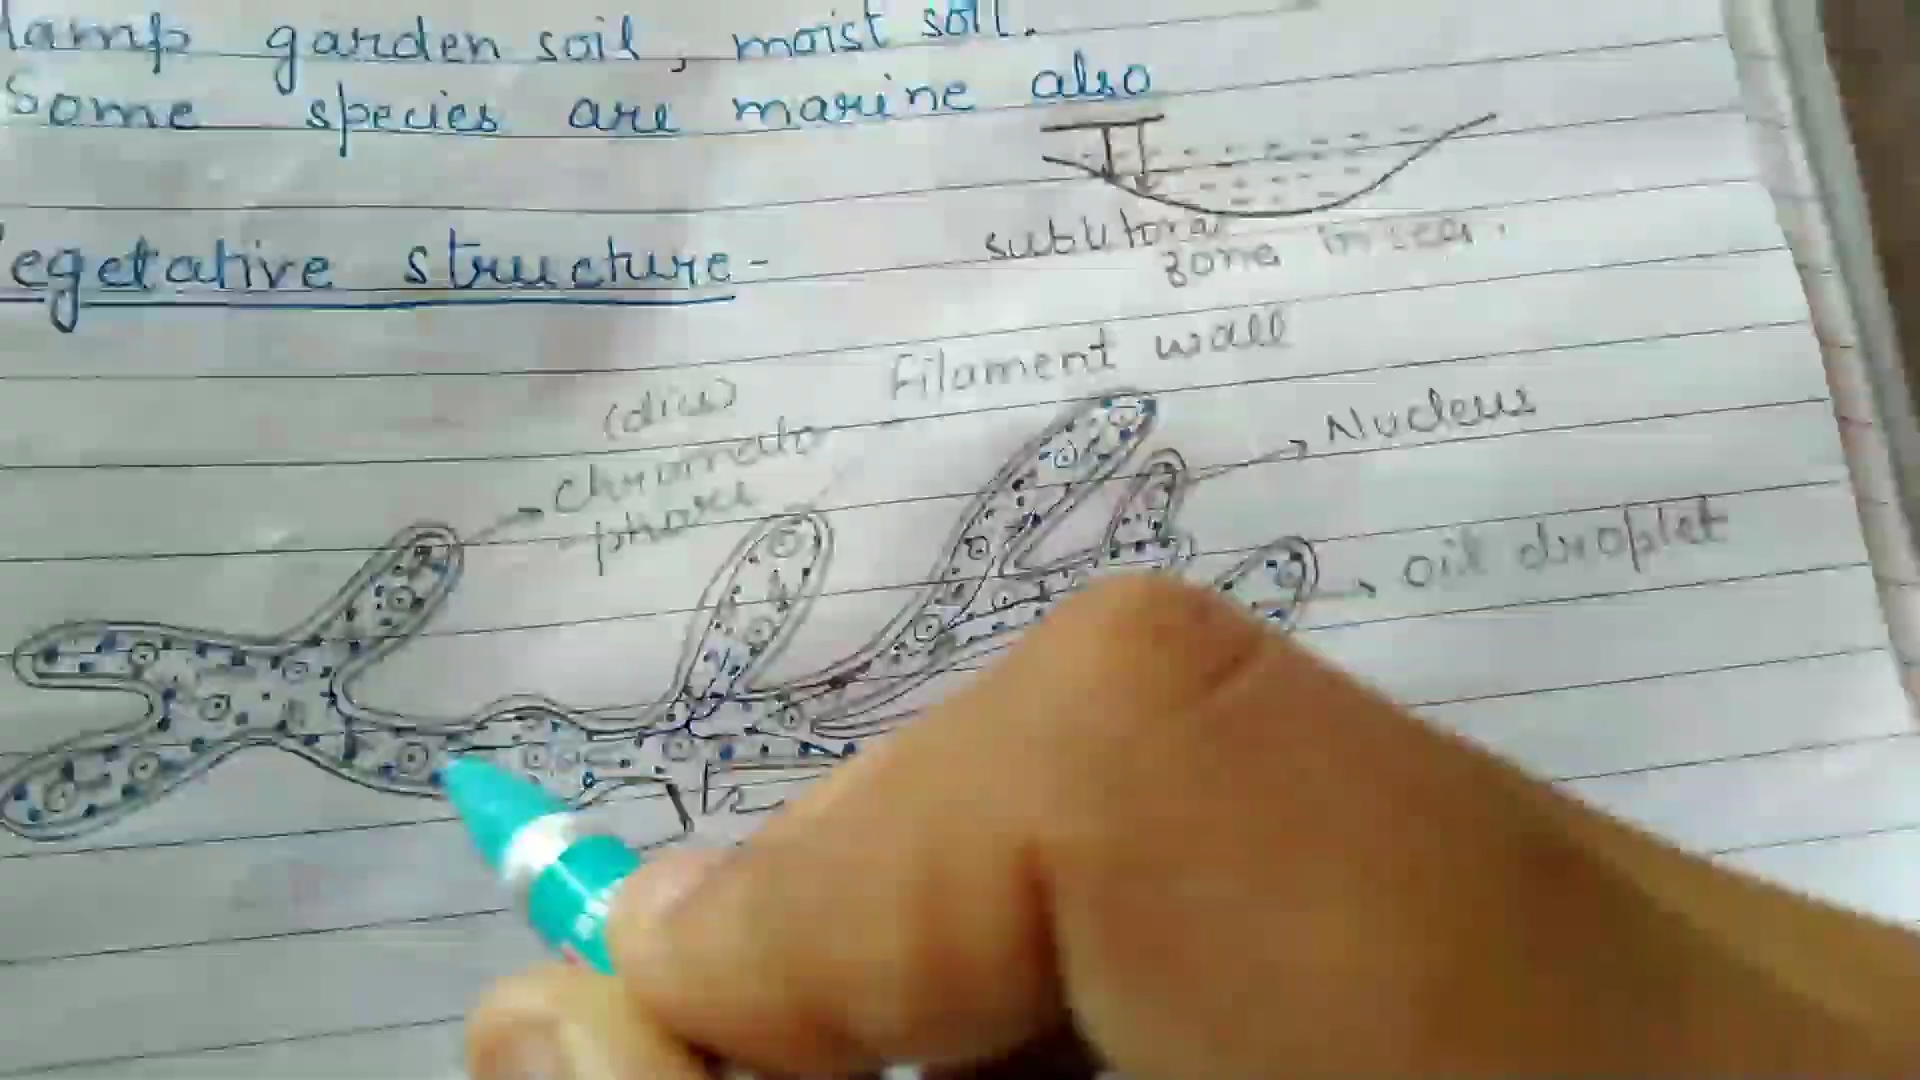 damp garden soil, moist soil.
Some species are marine also
sublitoral
zone in sea.
Vegetative structure-
Filament wall
(disc)
Chromato
-phore
Nucleus
oil droplet